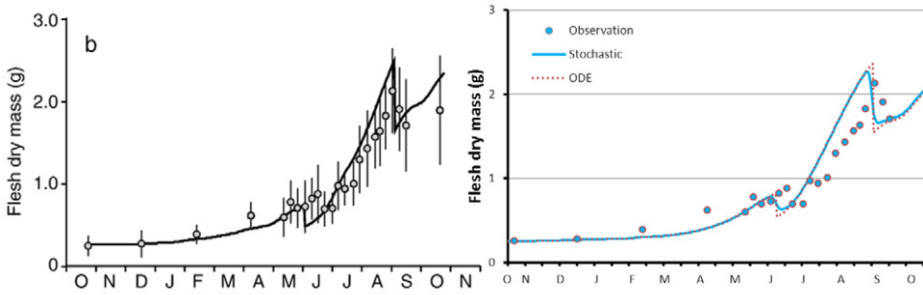 b
Flesh dry mass (g)
3.0
2.0
1.0
0
O N D J F M A M J J A S O N
Observation
Stochastic
ODE
Flesh dry mass (g)
3
2
1
0
O N D J F M A M J J A S O